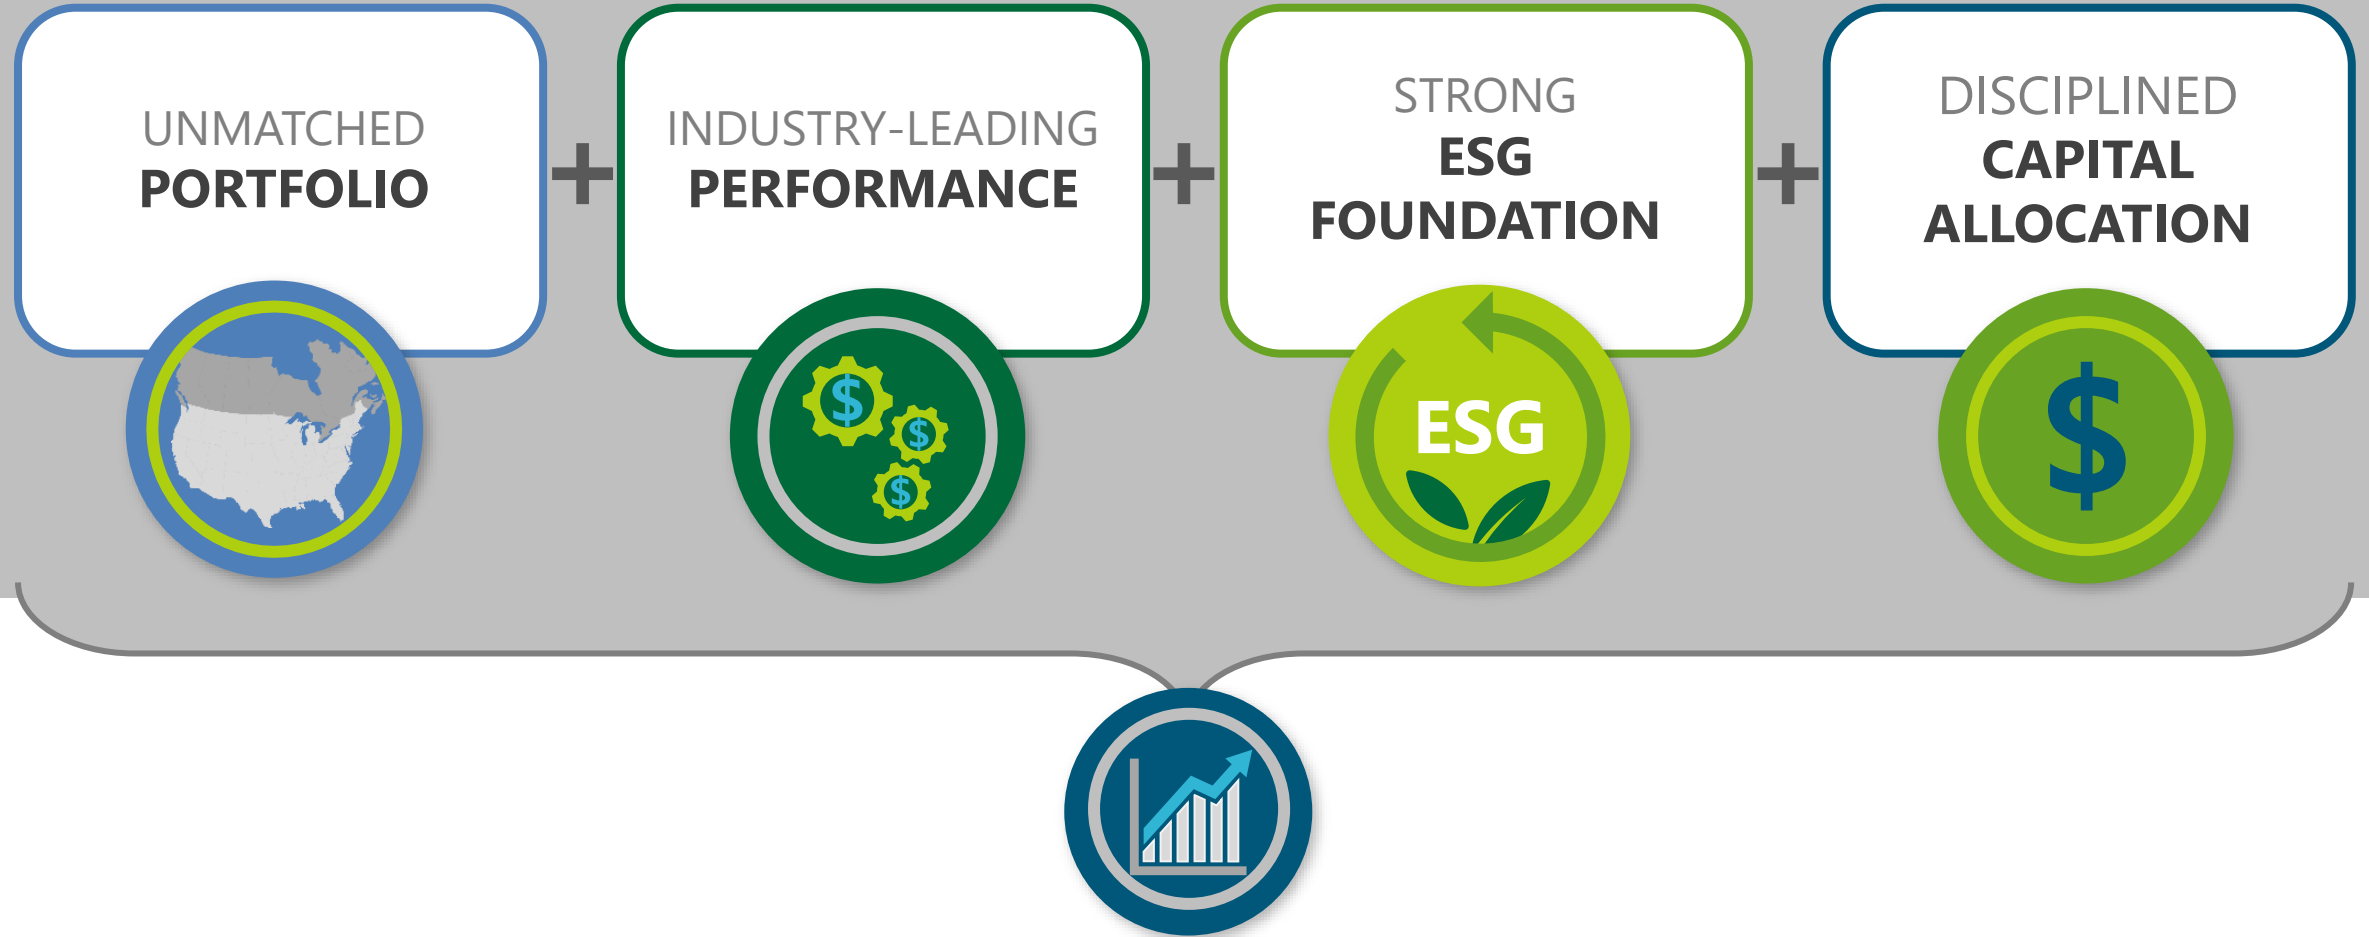 UNMATCHED
PORTFOLIO
+
INDUSTRY-LEADING
PERFORMANCE
+
STRONG
ESG
FOUNDATION
+
DISCIPLINED
CAPITAL
ALLOCATION
$
$
$
ESG
$